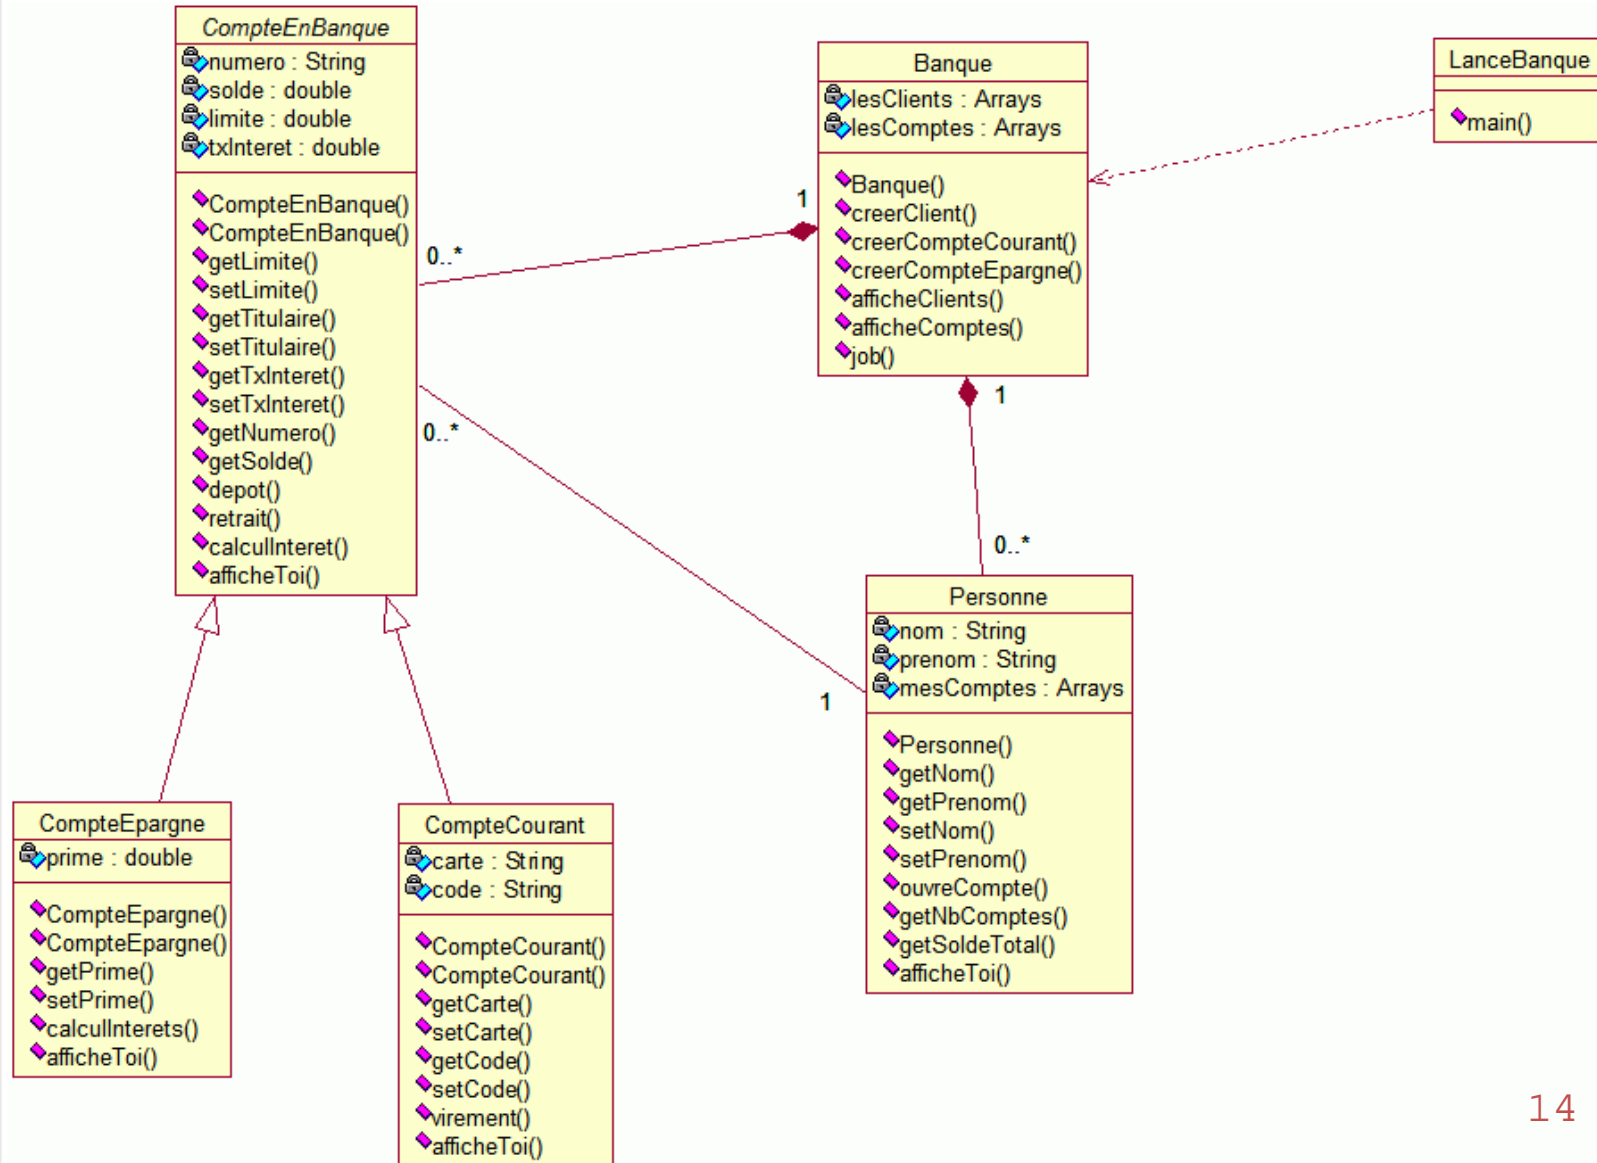 CompteEnBanque
numero : String
solde : double
limite : double
txInteret : double
CompteEnBanque()
CompteEnBanque()
getLimite()
setLimite()
getTitulaire()
setTitulaire()
getTxInteret()
setTxInteret()
getNumero()
getSolde()
depot()
retrait()
calculInteret()
afficheToi()
0..*
0..*
1
Banque
lesClients : Arrays
lesComptes : Arrays
Banque()
creerClient()
creerCompteCourant()
creerCompteEpargne()
afficheClients()
afficheComptes()
job()
1
0..*
LanceBanque
main()
1
Personne
nom : String
prenom : String
mesComptes : Arrays
Personne()
getNom()
getPrenom()
setNom()
setPrenom()
ouvreCompte()
getNbComptes()
getSoldeTotal()
afficheToi()
CompteEpargne
prime : double
CompteEpargne()
CompteEpargne()
getPrime()
setPrime()
calculInterets()
afficheToi()
CompteCourant
carte : String
code : String
CompteCourant()
CompteCourant()
getCarte()
setCarte()
getCode()
setCode()
virement()
afficheToi()
14